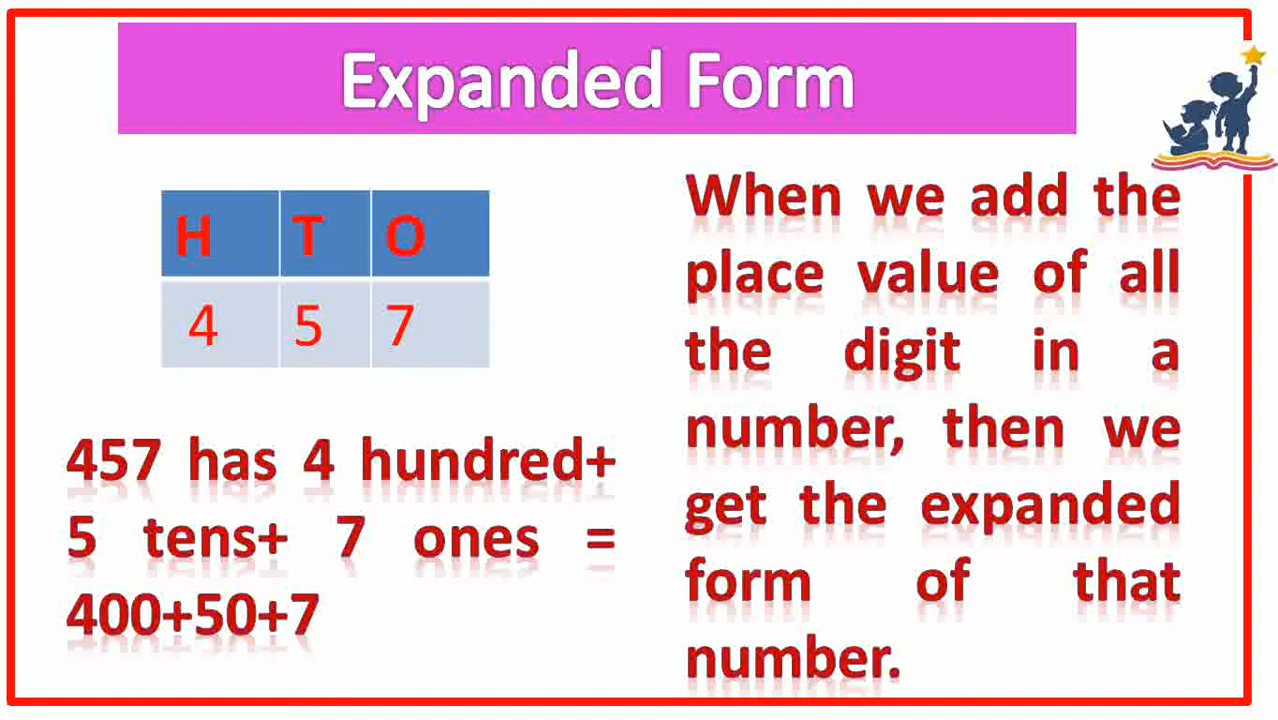 Expanded Form
H T O
4 5 7
457 has 4 hundred+
5 tens+ 7 ones =
400+50+7
When we add the
place value of all
the digit in a
number, then we
get the expanded
form of that
number.